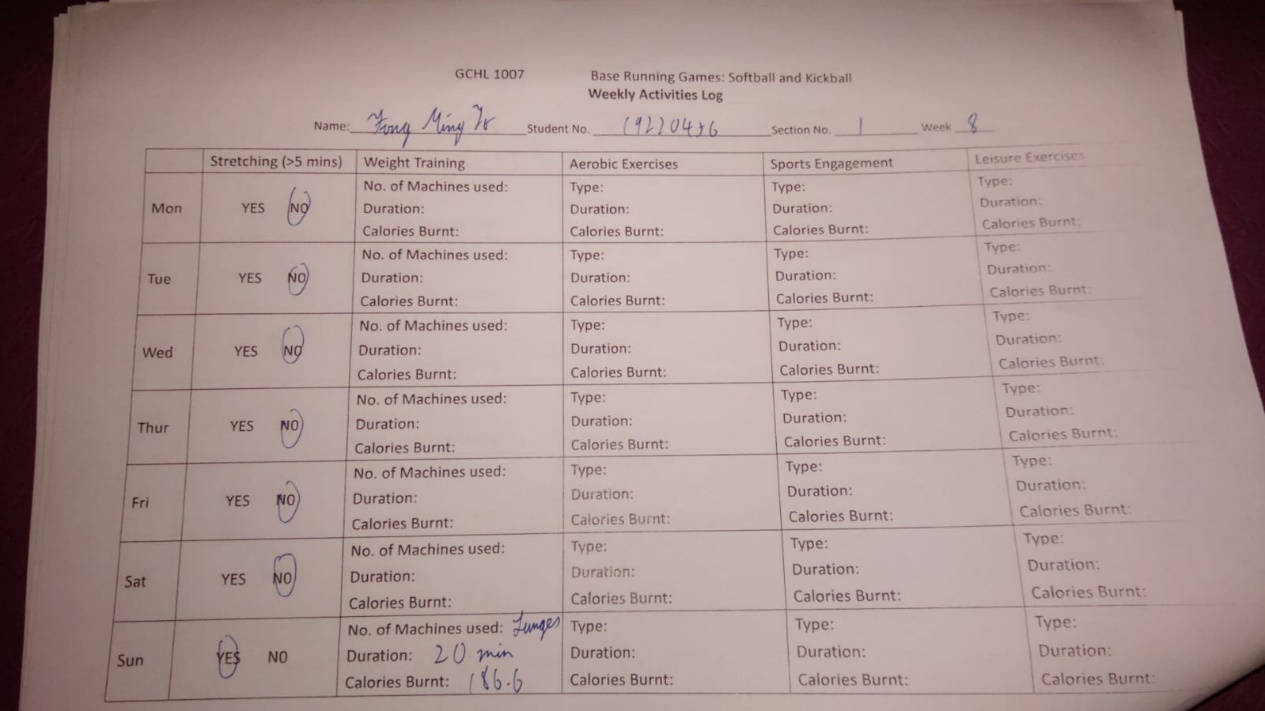 GCHL 1007 Base Running Games: Softball and Kickball
Weekly Activities Log
Name: Fong Ming Student No. Section No. 1 Week 8
Stretching (>5 mins) Weight Training Aerobic Exercises Sports Engagement Leisure Exercises
No. of Machines used: Type: Type: Type:
Mon YES NO Duration: Duration: Duration: Duration:
Calories Burnt: Calories Burnt: Calories Burnt: Calories Burnt:
No. of Machines used: Type: Type: Type:
Tue YES NO Duration: Duration: Duration: Duration:
Calories Burnt: Calories Burnt: Calories Burnt: Calories Burnt:
No. of Machines used: Type: Type: Type:
Wed YES NO Duration: Duration: Duration: Duration:
Calories Burnt: Calories Burnt: Calories Burnt: Calories Burnt:
No. of Machines used: Type: Type: Type:
Thur YES NO Duration: Duration: Duration: Duration:
Calories Burnt: Calories Burnt: Calories Burnt: Calories Burnt:
No. of Machines used: Type: Type: Type:
Fri YES NO Duration: Duration: Duration: Duration:
Calories Burnt: Calories Burnt: Calories Burnt: Calories Burnt:
No. of Machines used: Type: Type: Type:
Sat YES NO Duration: Duration: Duration: Duration:
Calories Burnt: Calories Burnt: Calories Burnt: Calories Burnt:
No. of Machines used: Lunges Type: Type: Type:
Sun YES NO Duration: 20 min Duration: Duration: Duration:
Calories Burnt: 186.6 Calories Burnt: Calories Burnt: Calories Burnt: